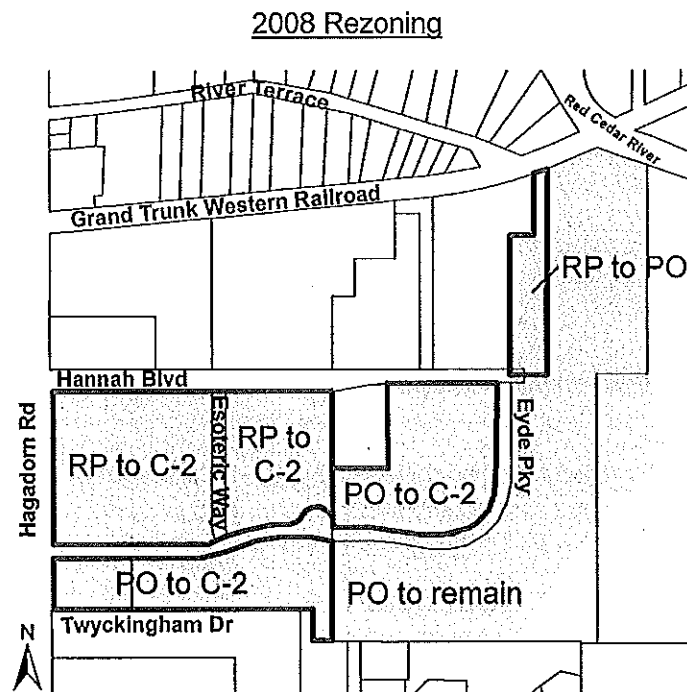 2008 Rezoning
River Terrace
Red Cedar River
Grand Trunk Western Railroad
RP to PO
Hannah Blvd
Hagadorn Rd
Esoteric Way
Eyde Pky
RP to C-2
RP to
C-2
PO to C-2
PO to C-2
PO to remain
Twyckingham Dr
N